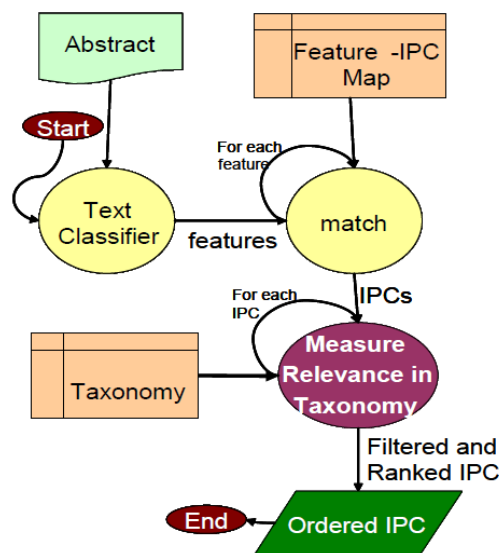 Abstract
Feature -IPC
Map
Start
For each
feature
Text
Classifier
features
match
For each
IPC
IPCs
Measure
Relevance in
Taxonomy
Taxonomy
Filtered and
Ranked IPC
End
Ordered IPC